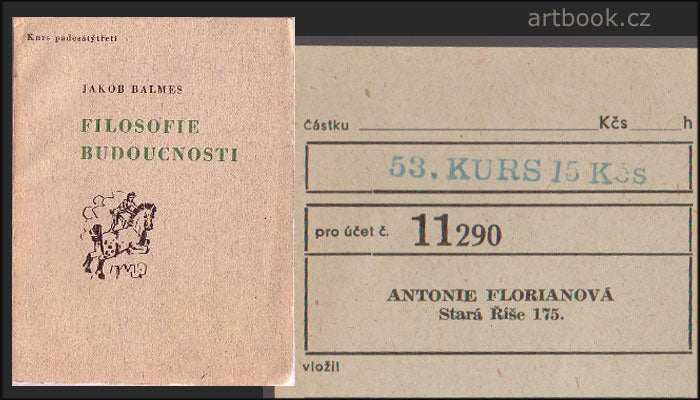 artbook.cz
Kurs padesátýtřetí
JAKOB BALMES
FILOSOFIE
BUDOUCNOSTI
Částku Kčs h
53. KURS 15 Kčs
pro účet č. 11290
ANTONIE FLORIANOVÁ
Stará Říše 175.
vložil